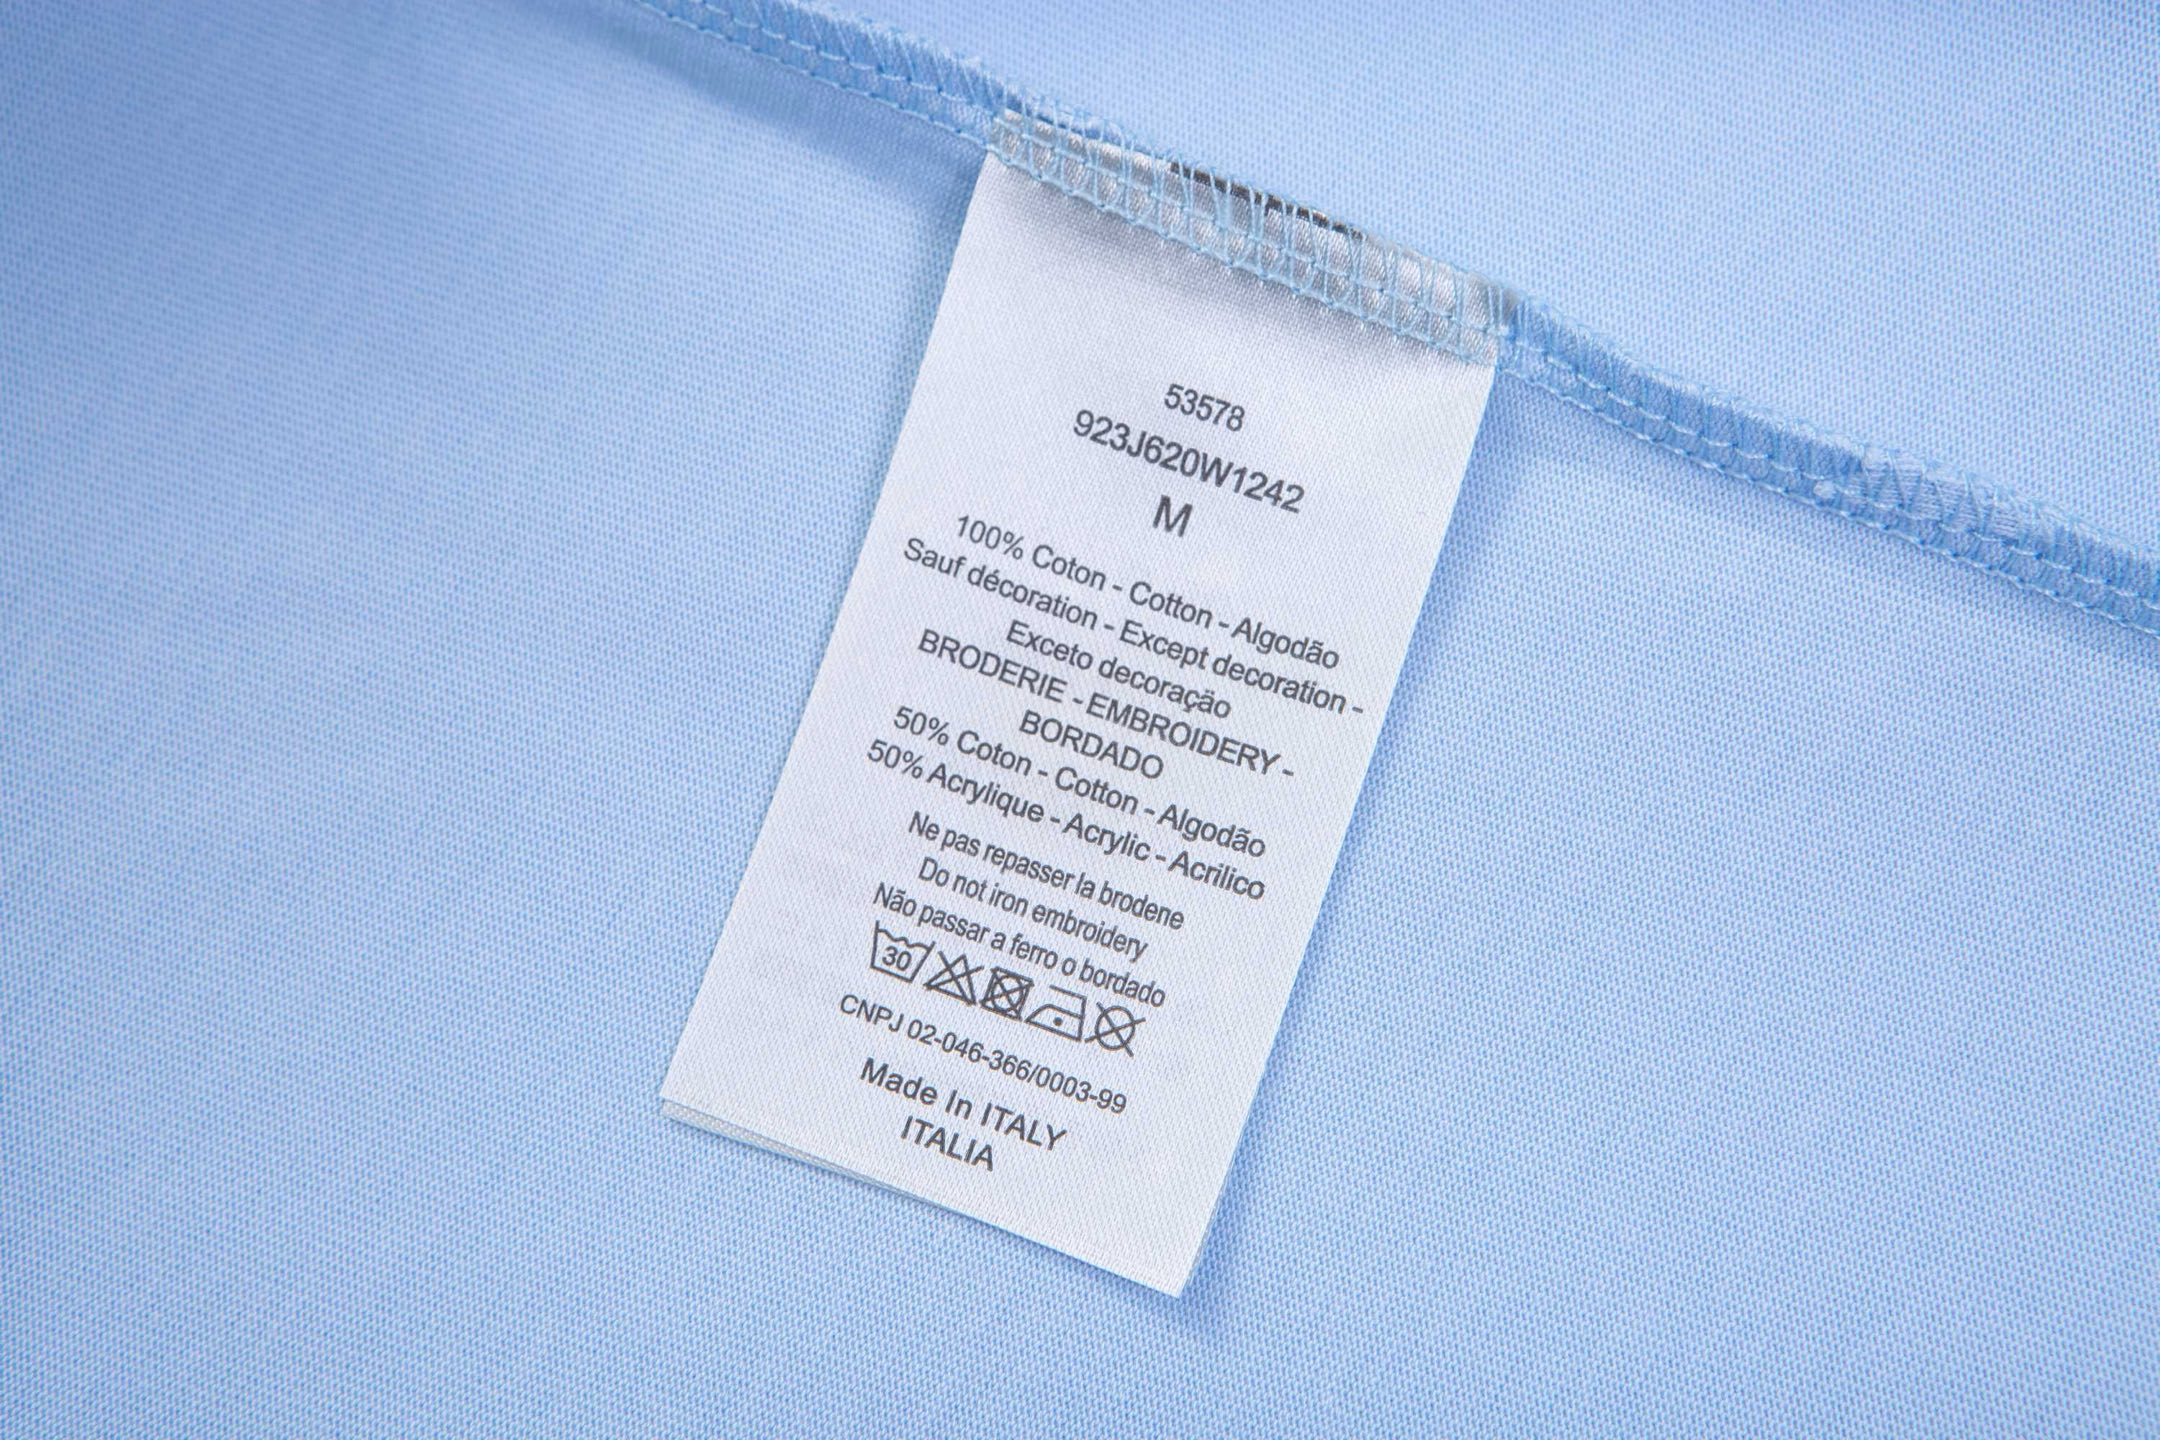 53578
923J620W1242
M
100% Coton - Cotton - Algodão
Sauf décoration - Except decoration -
Exceto decoração
BRODERIE - EMBROIDERY -
BORDADO
50% Coton - Cotton - Algodão
50% Acrylique - Acrylic - Acrilico
Ne pas repasser la brodene
Do not iron embroidery
Não passar a ferro o bordado
30
CNPJ 02-046-366/0003-99
Made In ITALY
ITALIA